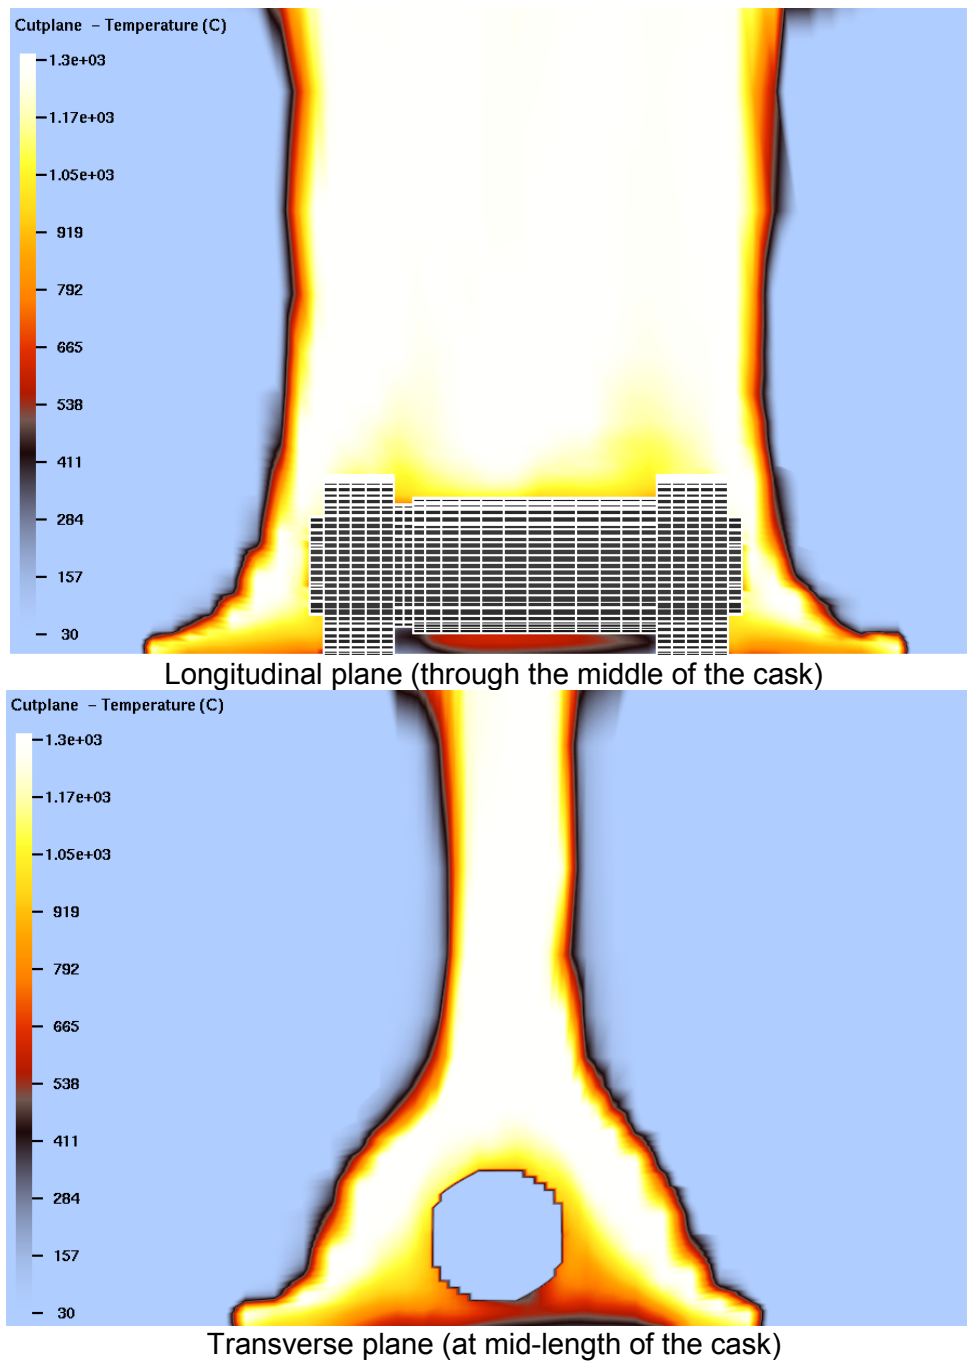 Cutplane – Temperature (C)
1.3e+03
1.17e+03
1.05e+03
919
792
665
538
411
284
157
30
Longitudinal plane (through the middle of the cask)
Cutplane – Temperature (C)
1.3e+03
1.17e+03
1.05e+03
919
792
665
538
411
284
157
30
Transverse plane (at mid-length of the cask)